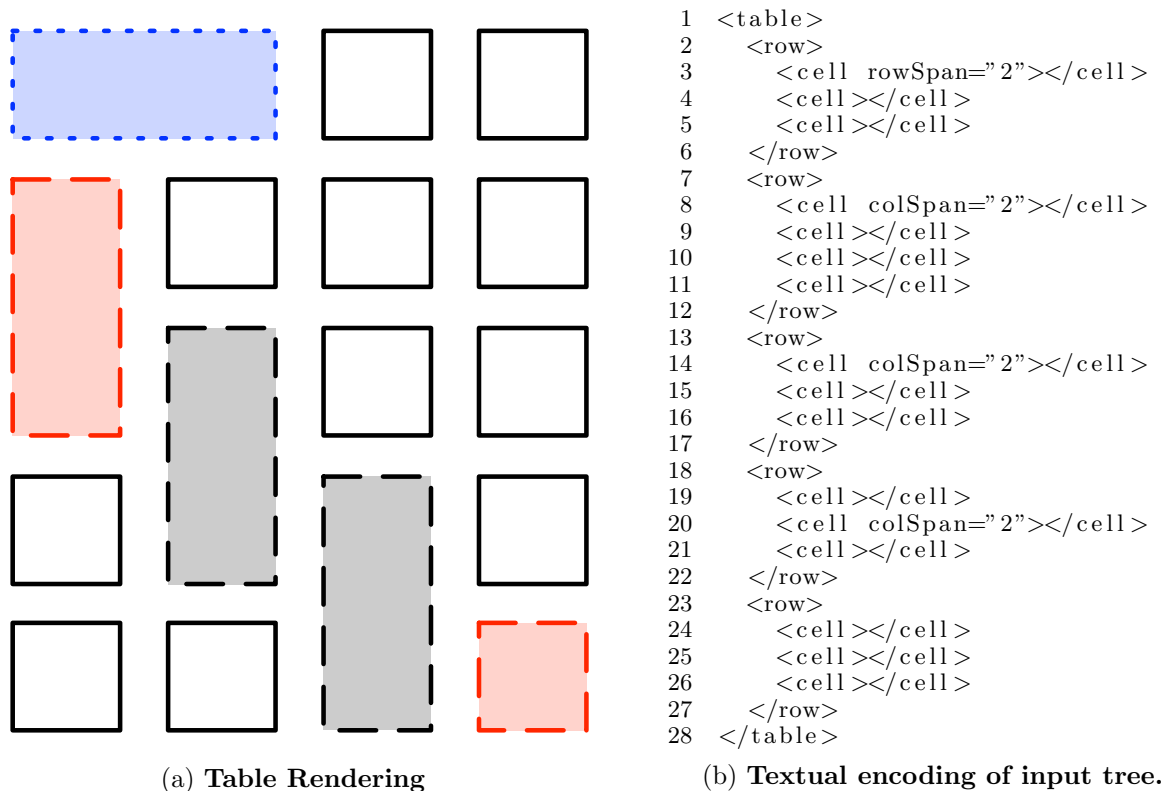 1 <table>
2 <row>
3 <cell rowSpan="2"></cell>
4 <cell></cell>
5 <cell></cell>
6 </row>
7 <row>
8 <cell colSpan="2"></cell>
9 <cell></cell>
10 <cell></cell>
11 <cell></cell>
12 </row>
13 <row>
14 <cell colSpan="2"></cell>
15 <cell></cell>
16 <cell></cell>
17 </row>
18 <row>
19 <cell></cell>
20 <cell colSpan="2"></cell>
21 <cell></cell>
22 </row>
23 <row>
24 <cell></cell>
25 <cell></cell>
26 <cell></cell>
27 </row>
28 </table>
(a) Table Rendering
(b) Textual encoding of input tree.